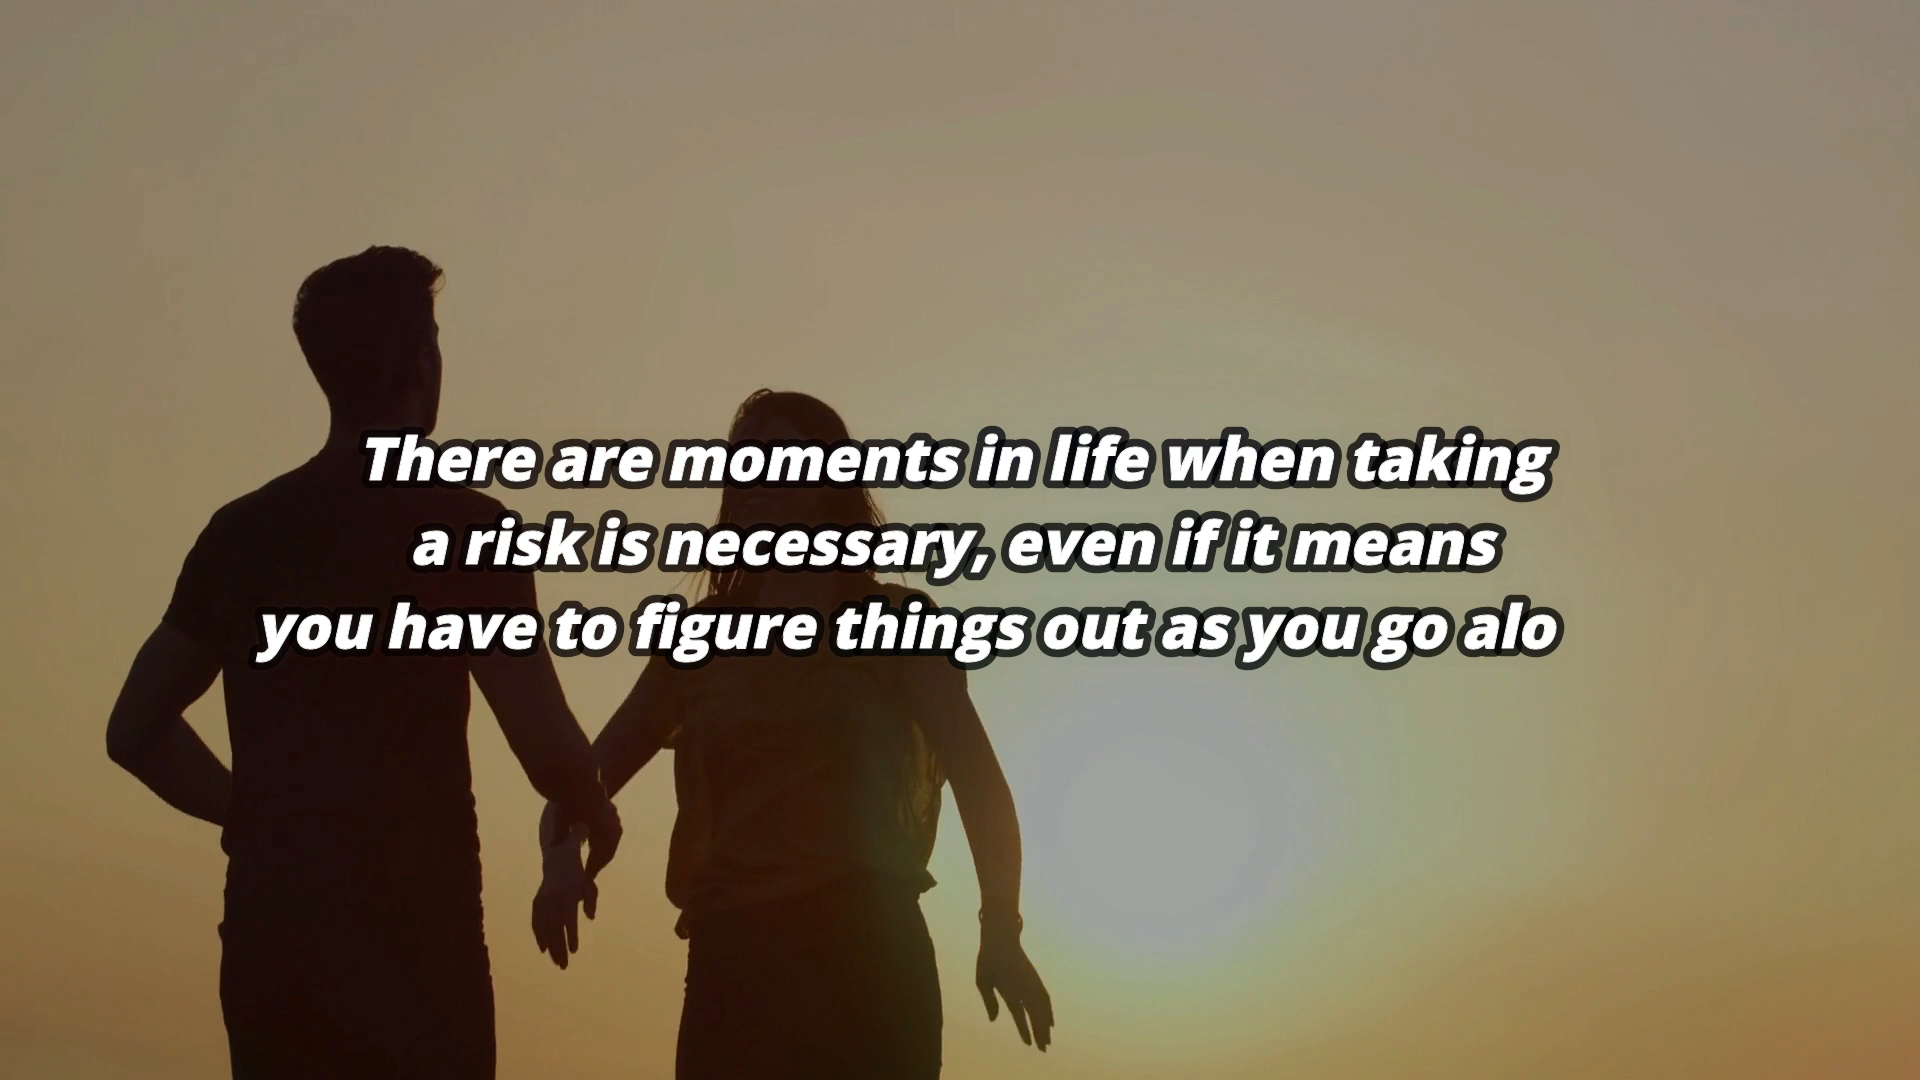 There are moments in life when taking
a risk is necessary, even if it means
you have to figure things out as you go alo